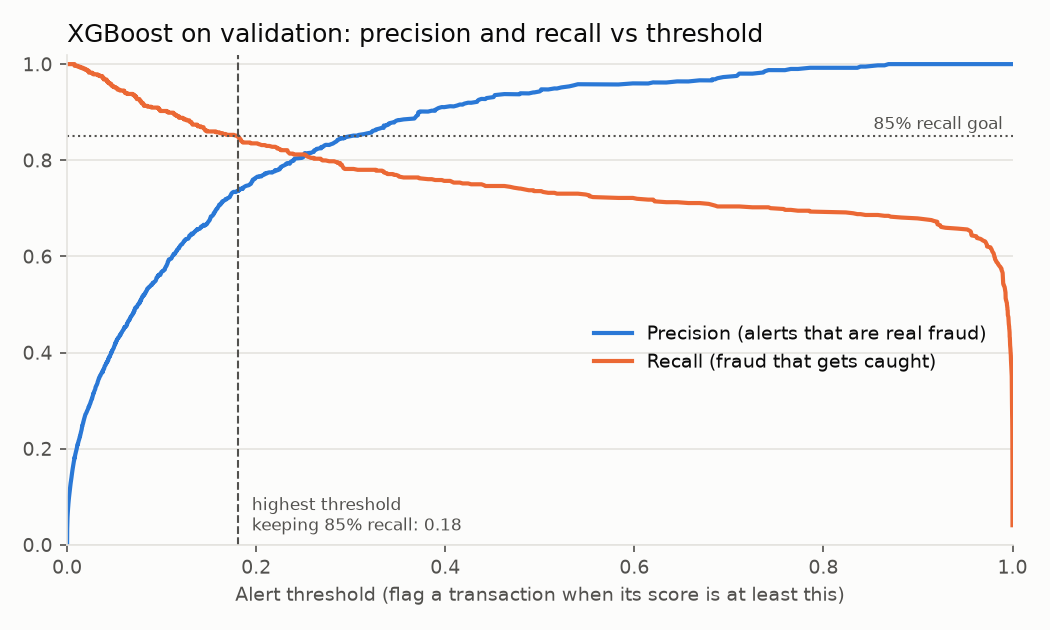 XGBoost on validation: precision and recall vs threshold
1.0
0.8
0.6
0.4
0.2
0.0
85% recall goal
Precision (alerts that are real fraud)
Recall (fraud that gets caught)
highest threshold
keeping 85% recall: 0.18
0.0 0.2 0.4 0.6 0.8 1.0
Alert threshold (flag a transaction when its score is at least this)